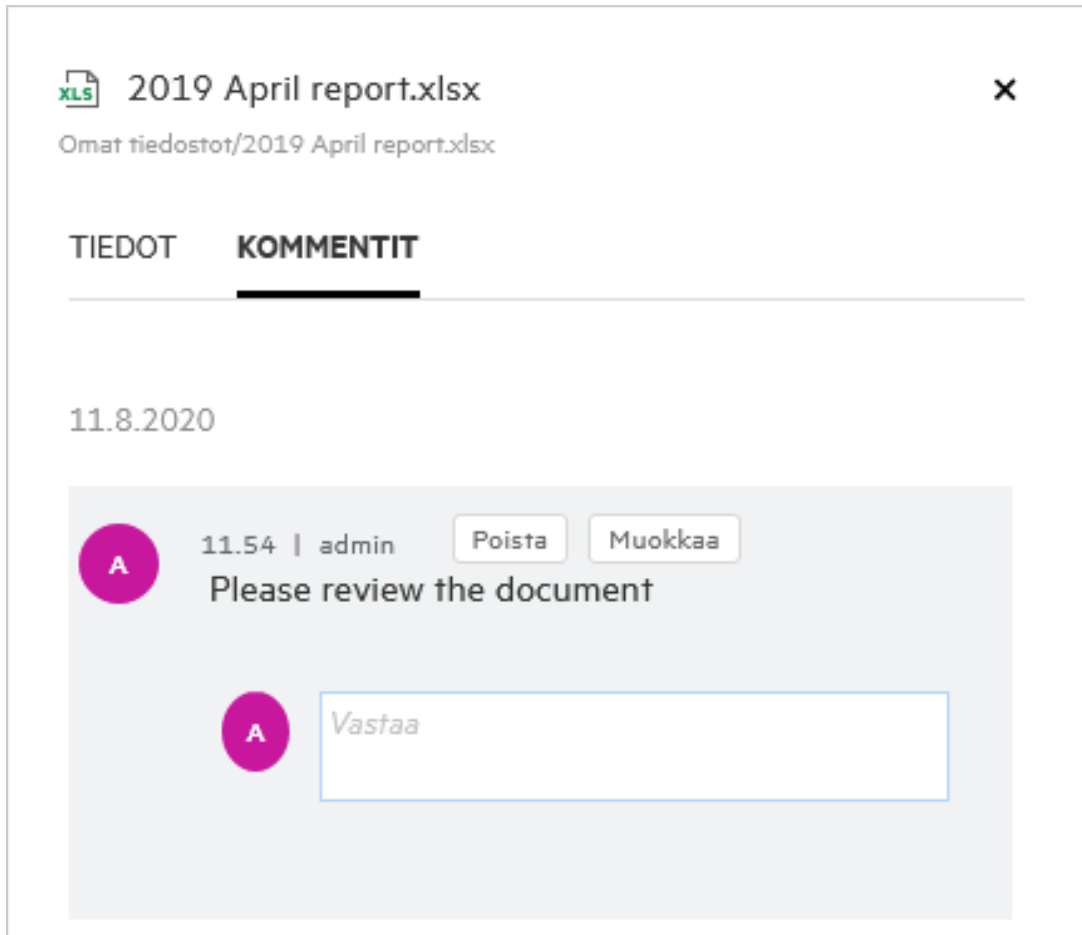 XLS 2019 April report.xlsx
Omat tiedostot/2019 April report.xlsx
TIEDOT KOMMENTIT
11.8.2020
A 11.54 | admin Poista Muokkaa
Please review the document
A Vastaa